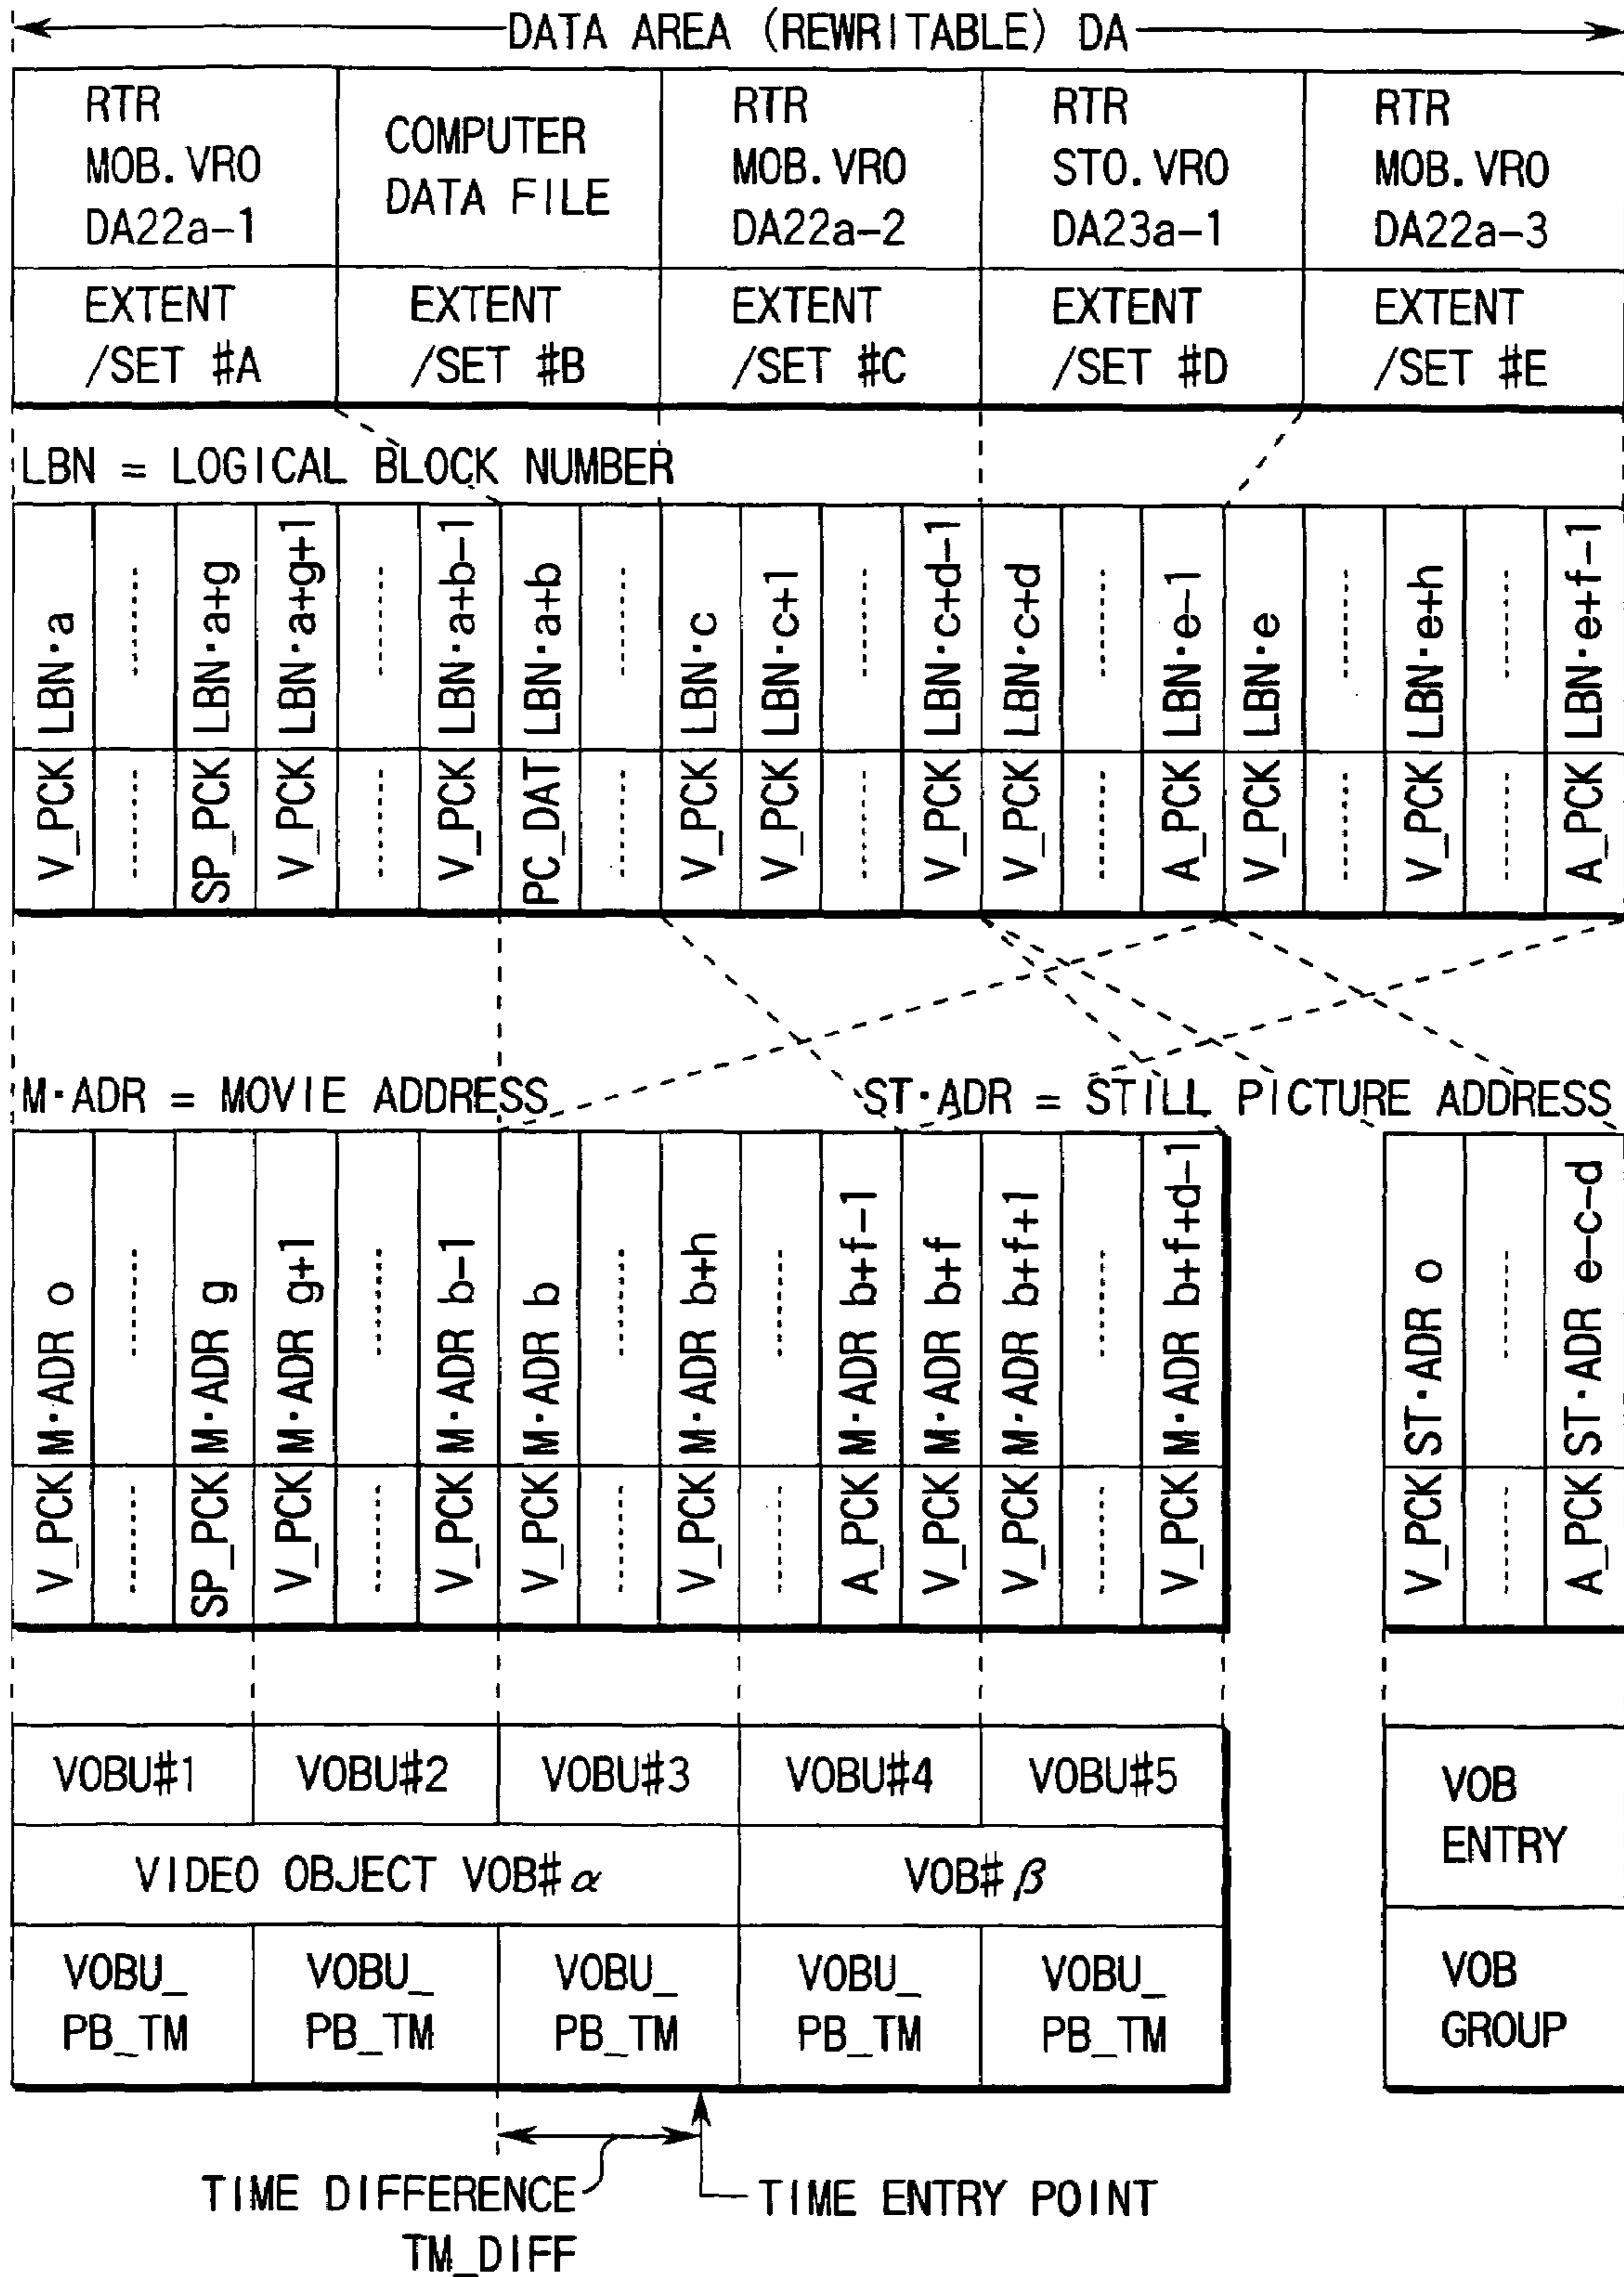 DATA AREA (REWRITABLE) DA
RTR MOB.VRO DA22a-1
COMPUTER DATA FILE
RTR MOB.VRO DA22a-2
RTR STO.VRO DA23a-1
RTR MOB.VRO DA22a-3
EXTENT /SET #A
EXTENT /SET #B
EXTENT /SET #C
EXTENT /SET #D
EXTENT /SET #E
LBN = LOGICAL BLOCK NUMBER
V_PCK LBN·a
SP_PCK LBN·a+g
V_PCK LBN·a+g+1
V_PCK LBN·a+b-1
PC_DAT LBN·a+b
V_PCK LBN·c
V_PCK LBN·c+1
V_PCK LBN·c+d-1
V_PCK LBN·c+d
A_PCK LBN·e-1
V_PCK LBN·e
V_PCK LBN·e+h
A_PCK LBN·e+f-1
M·ADR = MOVIE ADDRESS
ST·ADR = STILL PICTURE ADDRESS
V_PCK M·ADR o
SP_PCK M·ADR g
V_PCK M·ADR g+1
V_PCK M·ADR b-1
V_PCK M·ADR b
V_PCK M·ADR b+h
A_PCK M·ADR b+f-1
V_PCK M·ADR b+f
V_PCK M·ADR b+f+1
V_PCK M·ADR b+f+d-1
V_PCK ST·ADR o
A_PCK ST·ADR e-c-d
VOBU#1
VOBU#2
VOBU#3
VOBU#4
VOBU#5
VOB ENTRY
VIDEO OBJECT VOB#α
VOB#β
VOBU_ PB_TM
VOBU_ PB_TM
VOBU_ PB_TM
VOBU_ PB_TM
VOBU_ PB_TM
VOB GROUP
TIME DIFFERENCE TM_DIFF
TIME ENTRY POINT